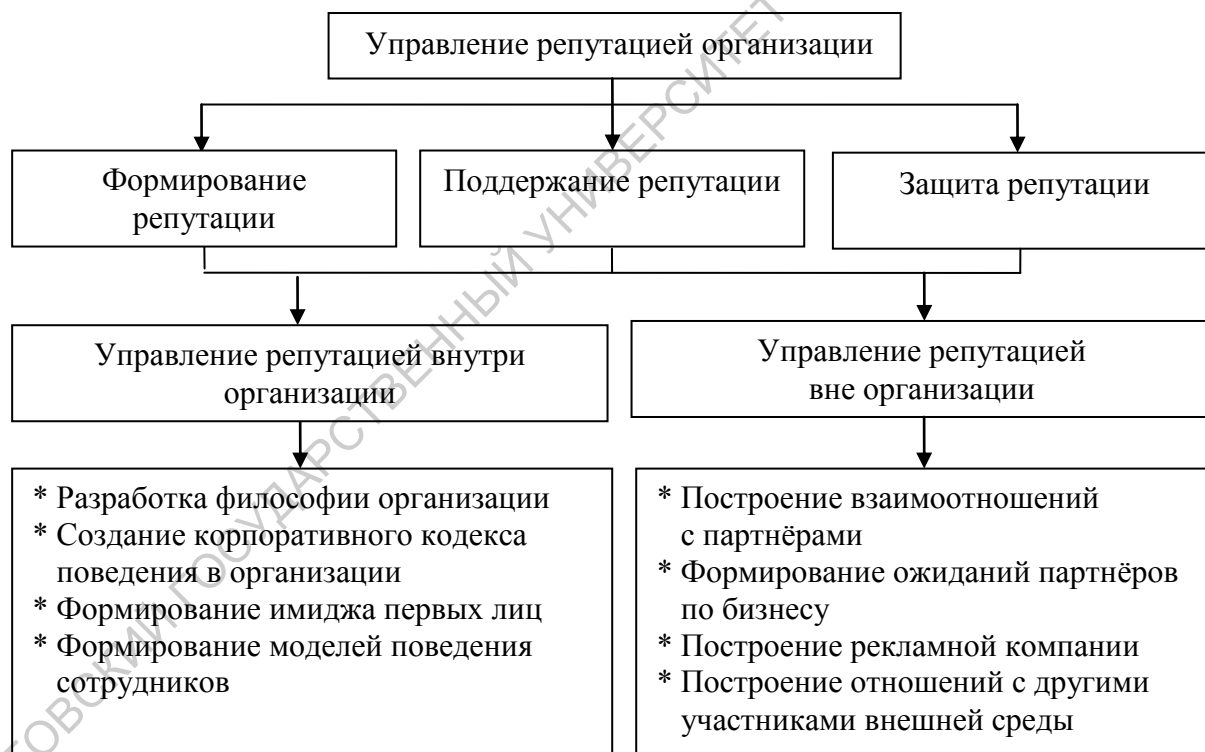 Управление репутацией организации
Формирование
репутации
Поддержание репутации
Защита репутации
Управление репутацией внутри
организации
Управление репутацией
вне организации
* Разработка философии организации
* Создание корпоративного кодекса
поведения в организации
* Формирование имиджа первых лиц
* Формирование моделей поведения
сотрудников
* Построение взаимоотношений
с партнёрами
* Формирование ожиданий партнёров
по бизнесу
* Построение рекламной компании
* Построение отношений с другими
участниками внешней среды
ГОСУДАРСТВЕННЫЙ УНИВЕРСИТЕТ